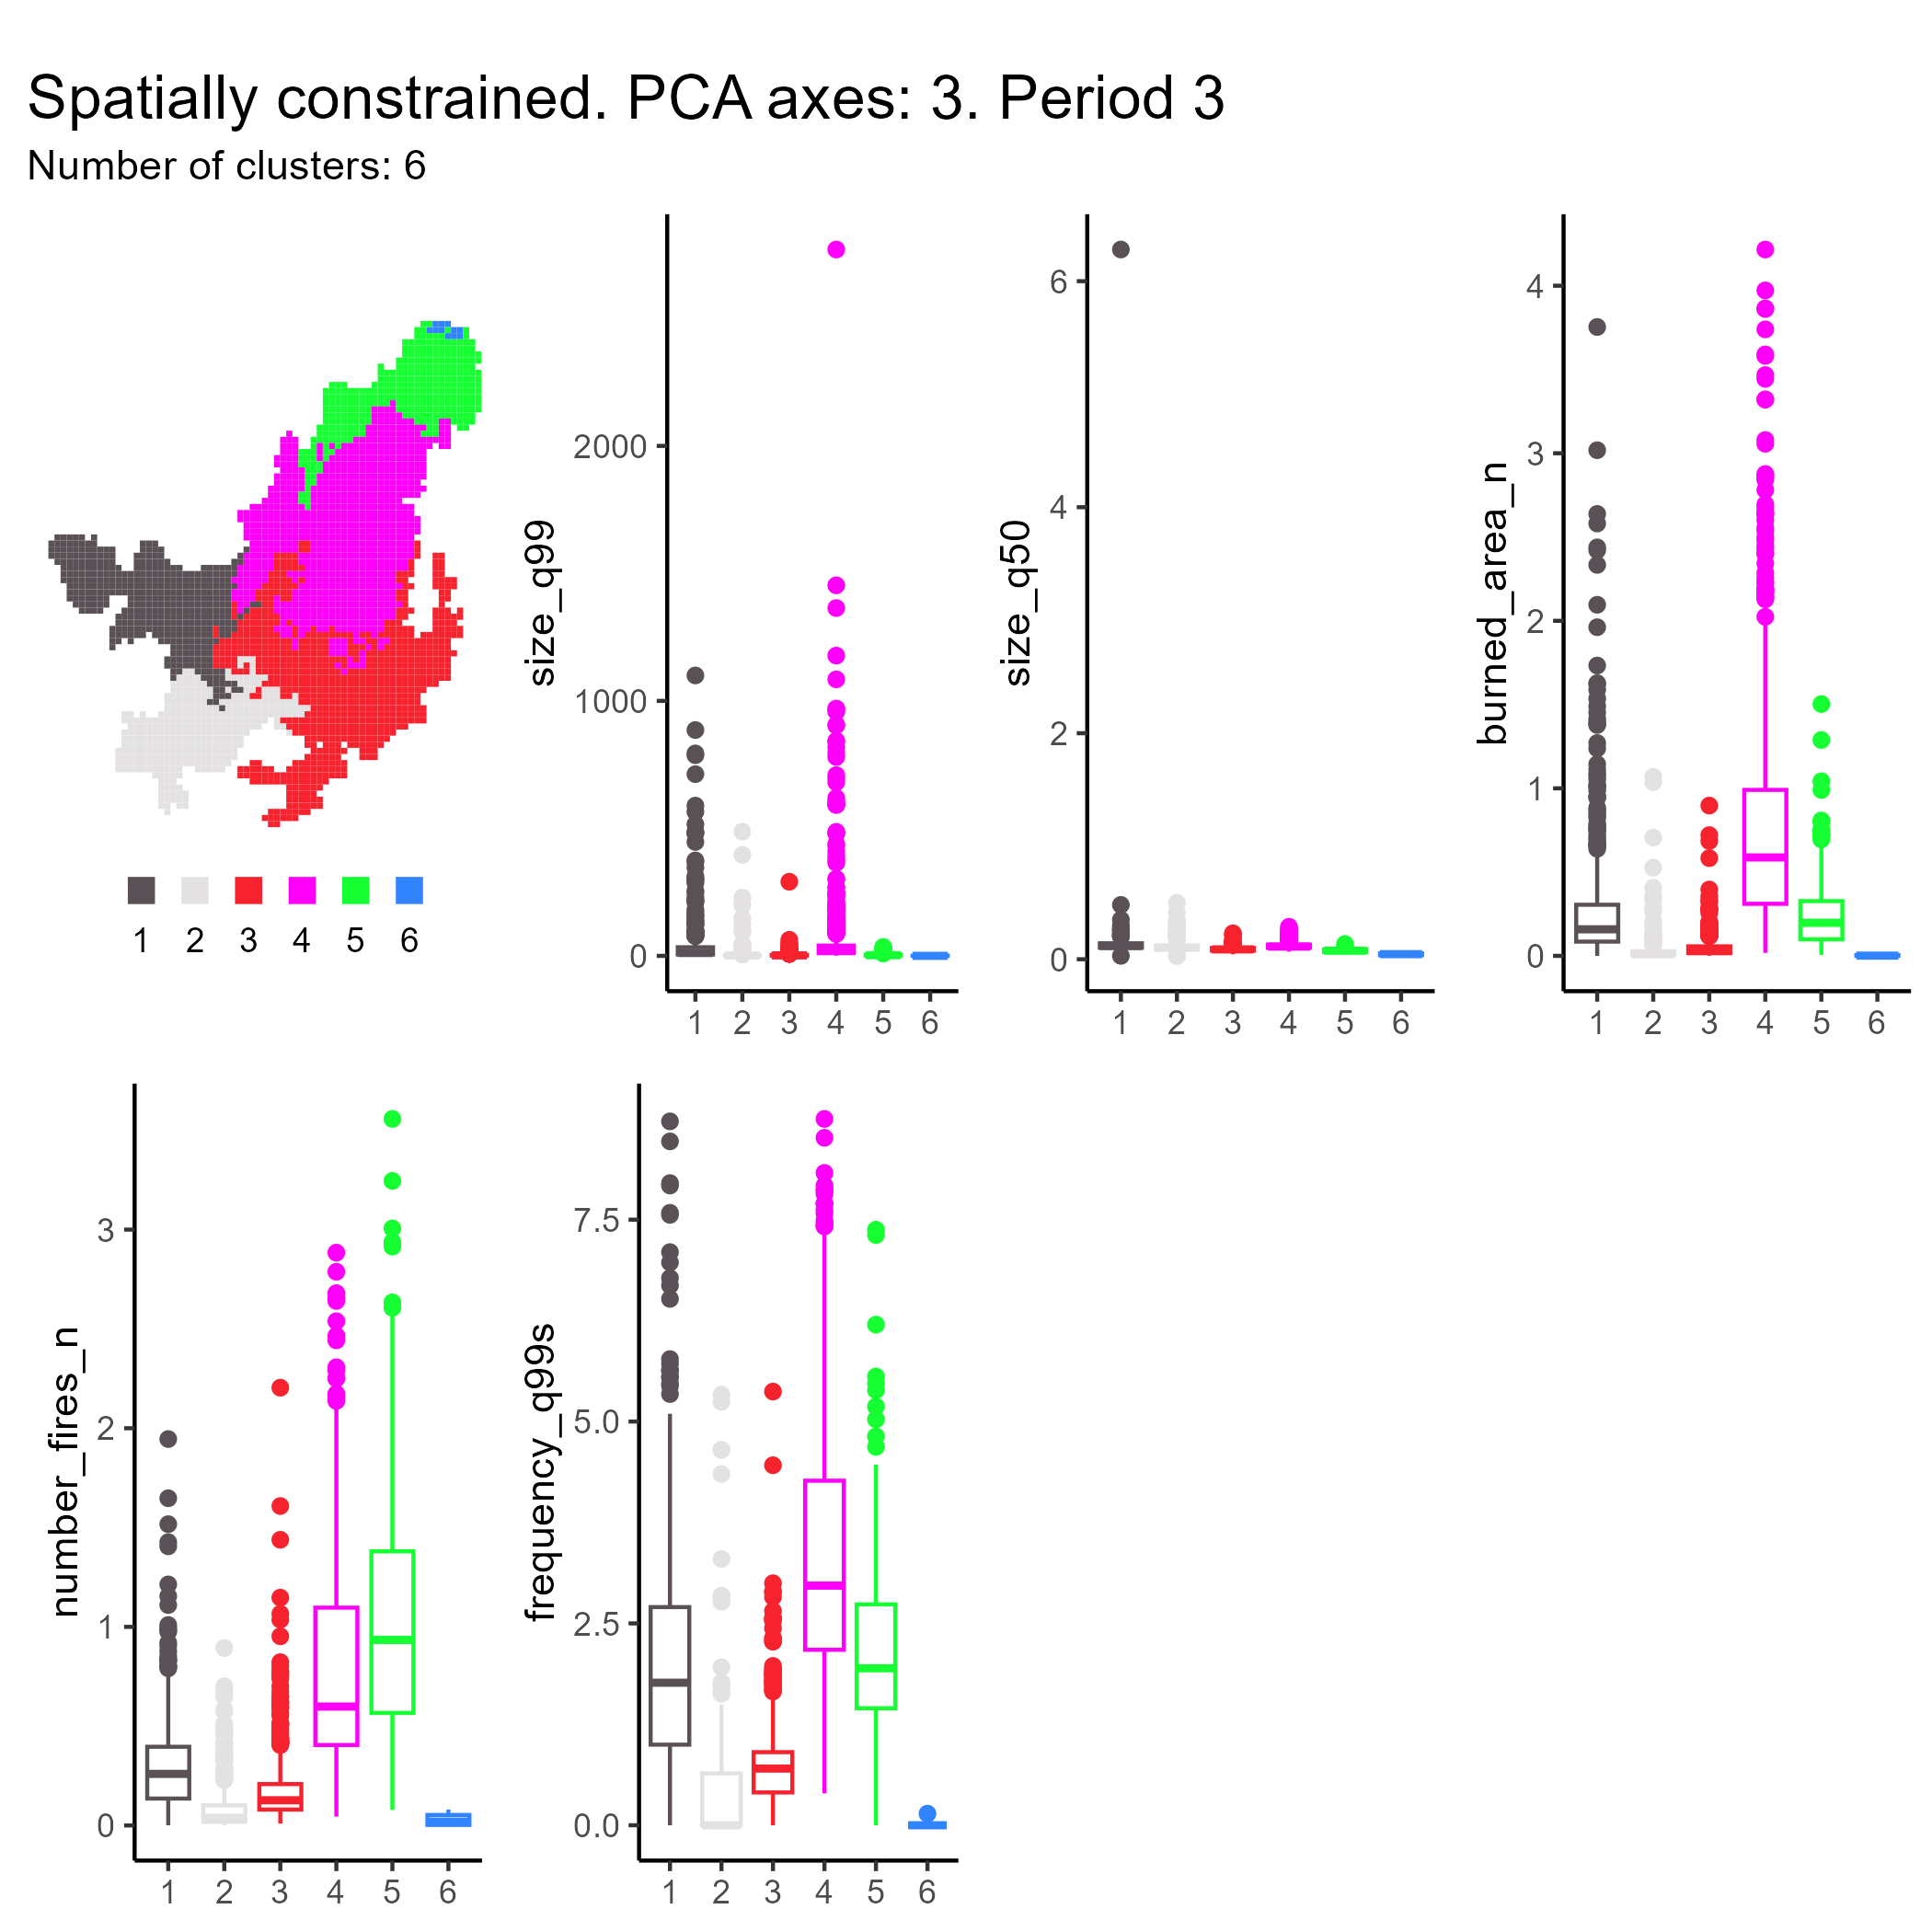 Spatially constrained. PCA axes: 3. Period 3
Number of clusters: 6
1 2 3 4 5 6
size_q99
2000
1000
0
1 2 3 4 5 6
size_q50
6
4
2
0
1 2 3 4 5 6
burned_area_n
4
3
2
1
0
1 2 3 4 5 6
number_fires_n
3
2
1
0
1 2 3 4 5 6
frequency_q99s
7.5
5.0
2.5
0.0
1 2 3 4 5 6